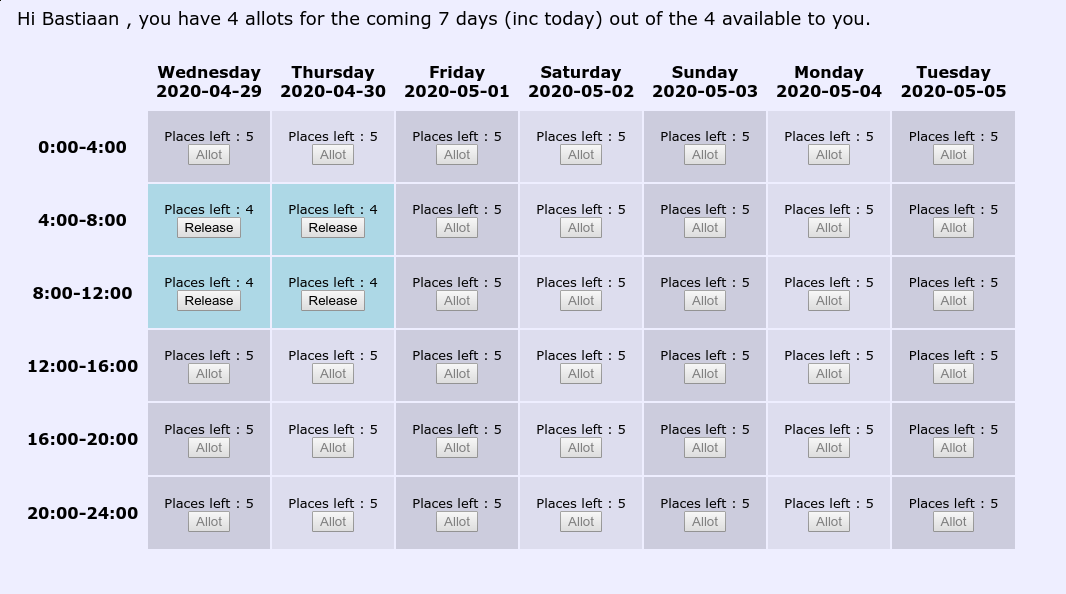 Hi Bastiaan , you have 4 allots for the coming 7 days (inc today) out of the 4 available to you.
Wednesday Thursday Friday Saturday Sunday Monday Tuesday
2020-04-29 2020-04-30 2020-05-01 2020-05-02 2020-05-03 2020-05-04 2020-05-05
Places left : 5 Places left : 5 Places left : 5 Places left : 5 Places left : 5 Places left : 5 Places left : 5
0:00-4:00 Allot Allot Allot Allot Allot Allot Allot
Places left : 4 Places left : 4 Places left : 5 Places left : 5 Places left : 5 Places left : 5 Places left : 5
4:00-8:00 Release Release Allot Allot Allot Allot Allot
Places left : 4 Places left : 4 Places left : 5 Places left : 5 Places left : 5 Places left : 5 Places left : 5
8:00-12:00 Release Release Allot Allot Allot Allot Allot
Places left : 5 Places left : 5 Places left : 5 Places left : 5 Places left : 5 Places left : 5 Places left : 5
12:00-16:00 Allot Allot Allot Allot Allot Allot Allot
Places left : 5 Places left : 5 Places left : 5 Places left : 5 Places left : 5 Places left : 5 Places left : 5
16:00-20:00 Allot Allot Allot Allot Allot Allot Allot
Places left : 5 Places left : 5 Places left : 5 Places left : 5 Places left : 5 Places left : 5 Places left : 5
20:00-24:00 Allot Allot Allot Allot Allot Allot Allot